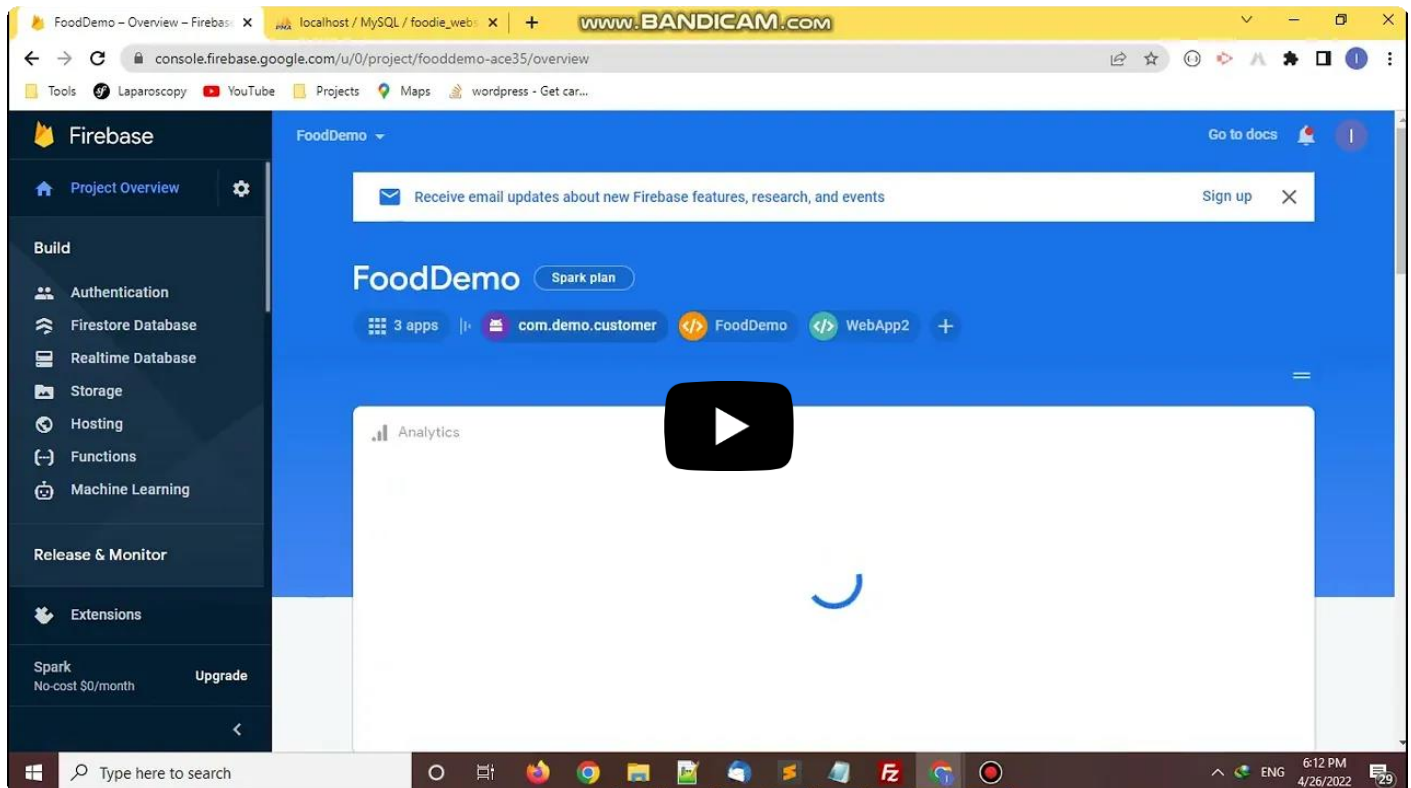 FoodDemo – Overview – Firebas
localhost / MySQL / foodie_webs
www.BANDICAM.com
console.firebase.google.com/u/0/project/fooddemo-ace35/overview
Tools Laparoscopy YouTube Projects Maps wordpress - Get car...
Firebase
FoodDemo
Go to docs
I
Project Overview
Receive email updates about new Firebase features, research, and events
Sign up
Build
Authentication
Firestore Database
Realtime Database
Storage
Hosting
Functions
Machine Learning
Release & Monitor
Extensions
Spark
No-cost $0/month
Upgrade
FoodDemo Spark plan
3 apps com.demo.customer FoodDemo WebApp2
Analytics
Type here to search
ENG
6:12 PM
4/26/2022
29